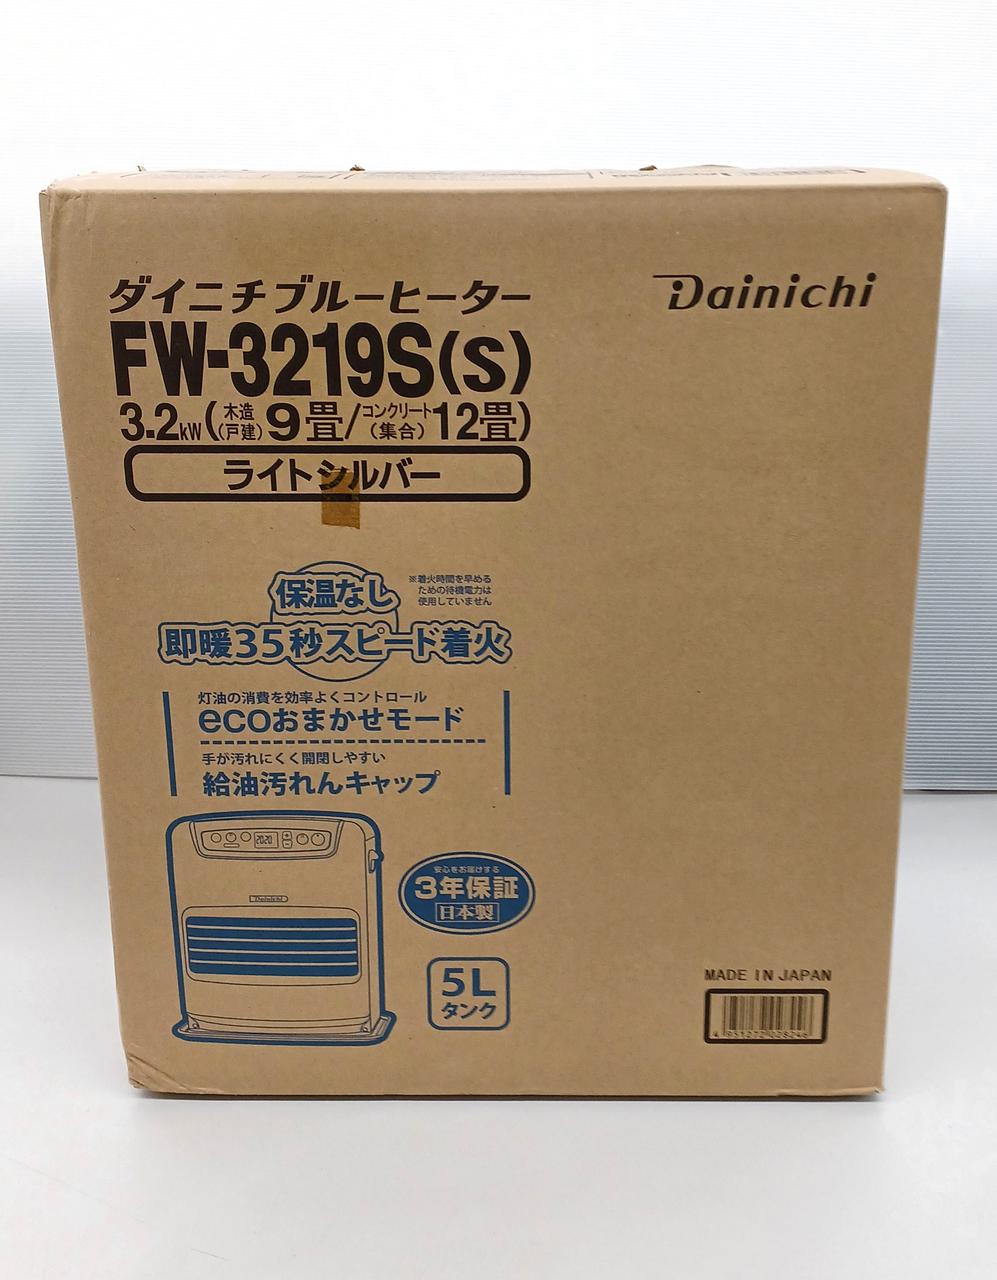 ダイニチブルーヒーター
Dainichi
FW-3219S(S)
3.2kW(木造(戸建)9畳/コンクリート(集合)12畳)
ライトシルバー
保温なし
※着火時間を早める
ための待機電力は
使用していません
即暖35秒スピード着火
灯油の消費を効率よくコントロール
ecoおまかせモード
手が汚れにくく開閉しやすい
給油汚れんキャップ
2020
Dainichi
安心をお届けする
3年保証
日本製
5L
タンク
MADE IN JAPAN
4 951272 028246